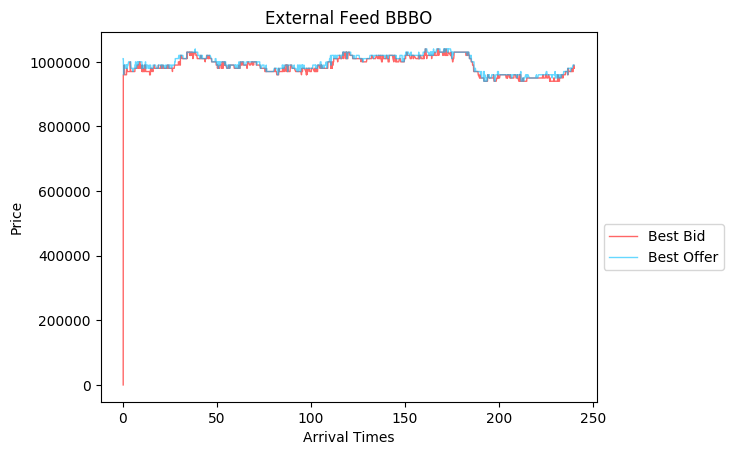 External Feed BBBO
1000000
800000
600000
400000
200000
0
Price
0 50 100 150 200 250
Arrival Times
Best Bid
Best Offer